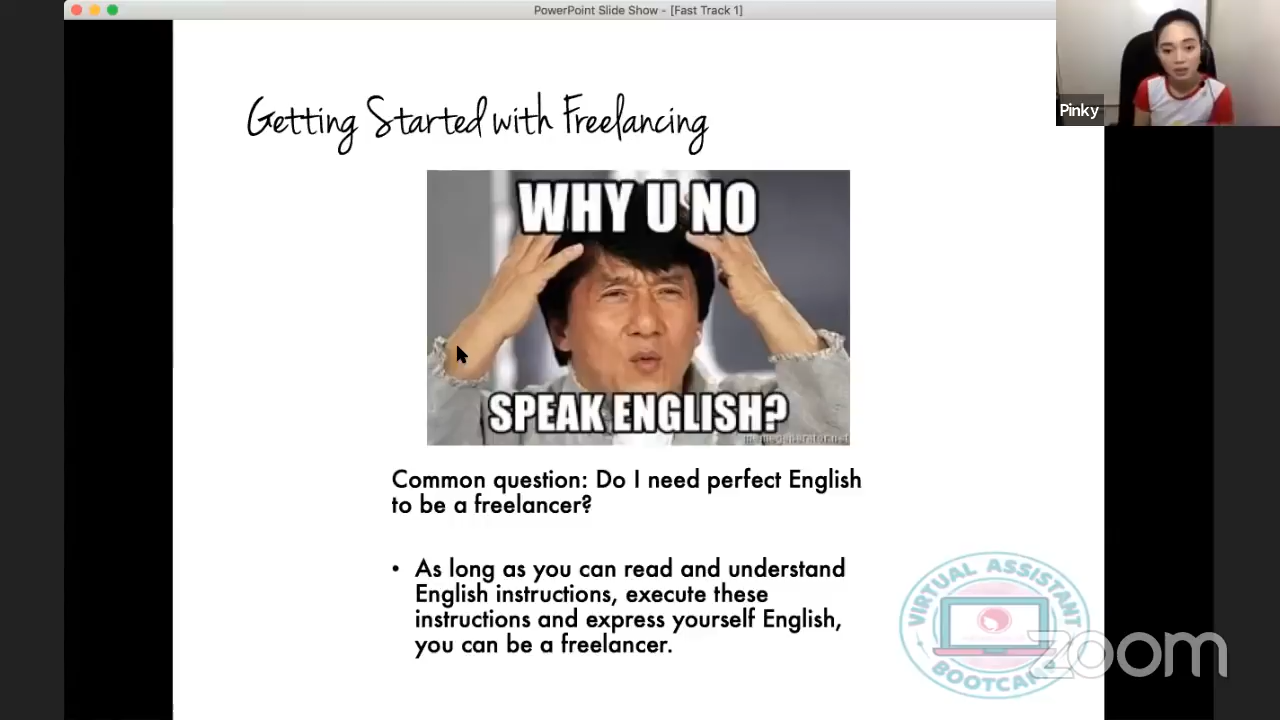 PowerPoint Slide Show - [Fast Track 1]
Pinky
Getting Started with Freelancing
WHY U NO
SPEAK ENGLISH?
memegenerator.net
Common question: Do I need perfect English
to be a freelancer?
• As long as you can read and understand
English instructions, execute these
instructions and express yourself English,
you can be a freelancer.
VIRTUAL ASSISTANT
BOOTCAMP
zoom